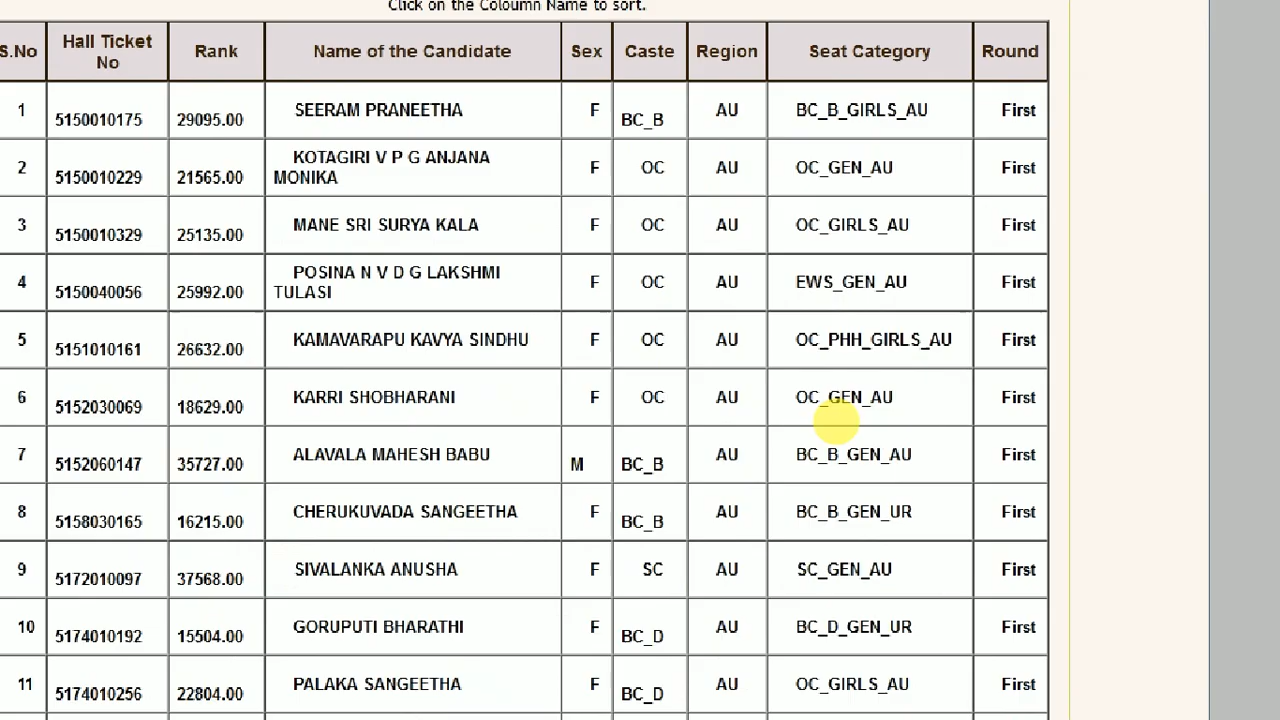 Click on the Coloumn Name to sort.
S.No Hall Ticket No Rank Name of the Candidate Sex Caste Region Seat Category Round
1 5150010175 29095.00 SEERAM PRANEETHA F BC_B AU BC_B_GIRLS_AU First
2 5150010229 21565.00 KOTAGIRI V P G ANJANA MONIKA F OC AU OC_GEN_AU First
3 5150010329 25135.00 MANE SRI SURYA KALA F OC AU OC_GIRLS_AU First
4 5150040056 25992.00 POSINA N V D G LAKSHMI TULASI F OC AU EWS_GEN_AU First
5 5151010161 26632.00 KAMAVARAPU KAVYA SINDHU F OC AU OC_PHH_GIRLS_AU First
6 5152030069 18629.00 KARRI SHOBHARANI F OC AU OC_GEN_AU First
7 5152060147 35727.00 ALAVALA MAHESH BABU M BC_B AU BC_B_GEN_AU First
8 5158030165 16215.00 CHERUKUVADA SANGEETHA F BC_B AU BC_B_GEN_UR First
9 5172010097 37568.00 SIVALANKA ANUSHA F SC AU SC_GEN_AU First
10 5174010192 15504.00 GORUPUTI BHARATHI F BC_D AU BC_D_GEN_UR First
11 5174010256 22804.00 PALAKA SANGEETHA F BC_D AU OC_GIRLS_AU First